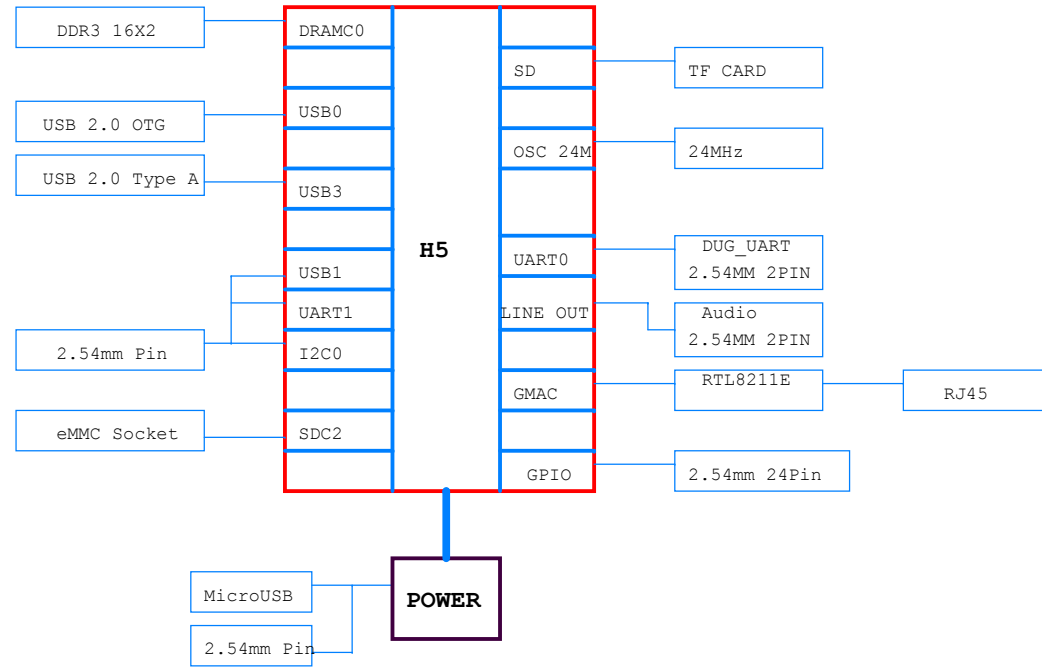 DDR3 16X2
DRAMC0
SD
TF CARD
USB 2.0 OTG
USB0
OSC 24M
24MHz
USB 2.0 Type A
USB3
H5
UART0
DUG_UART
2.54MM 2PIN
USB1
UART1
LINE OUT
Audio
2.54MM 2PIN
2.54mm Pin
I2C0
GMAC
RTL8211E
RJ45
eMMC Socket
SDC2
GPIO
2.54mm 24Pin
MicroUSB
POWER
2.54mm Pin